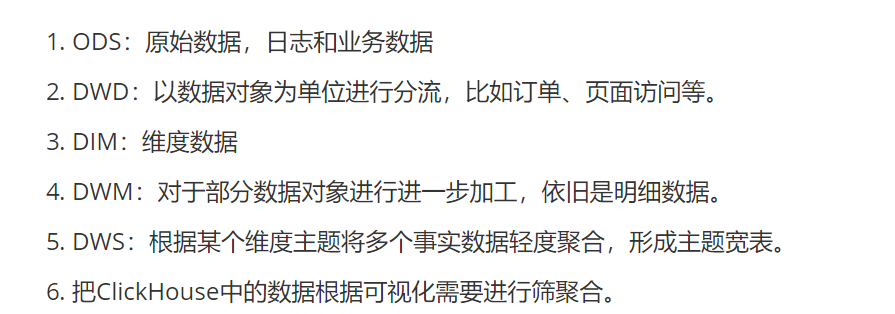 1. ODS：原始数据，日志和业务数据
2. DWD：以数据对象为单位进行分流，比如订单、页面访问等。
3. DIM：维度数据
4. DWM：对于部分数据对象进行进一步加工，依旧是明细数据。
5. DWS：根据某个维度主题将多个事实数据轻度聚合，形成主题宽表。
6. 把ClickHouse中的数据根据可视化需要进行筛聚合。